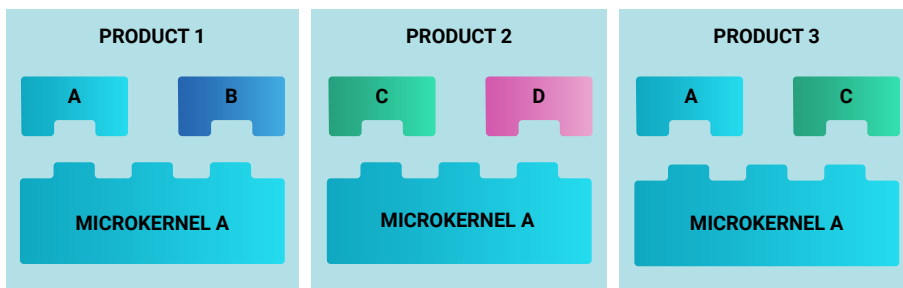 PRODUCT 1
A
B
MICROKERNEL A
PRODUCT 2
C
D
MICROKERNEL A
PRODUCT 3
A
C
MICROKERNEL A